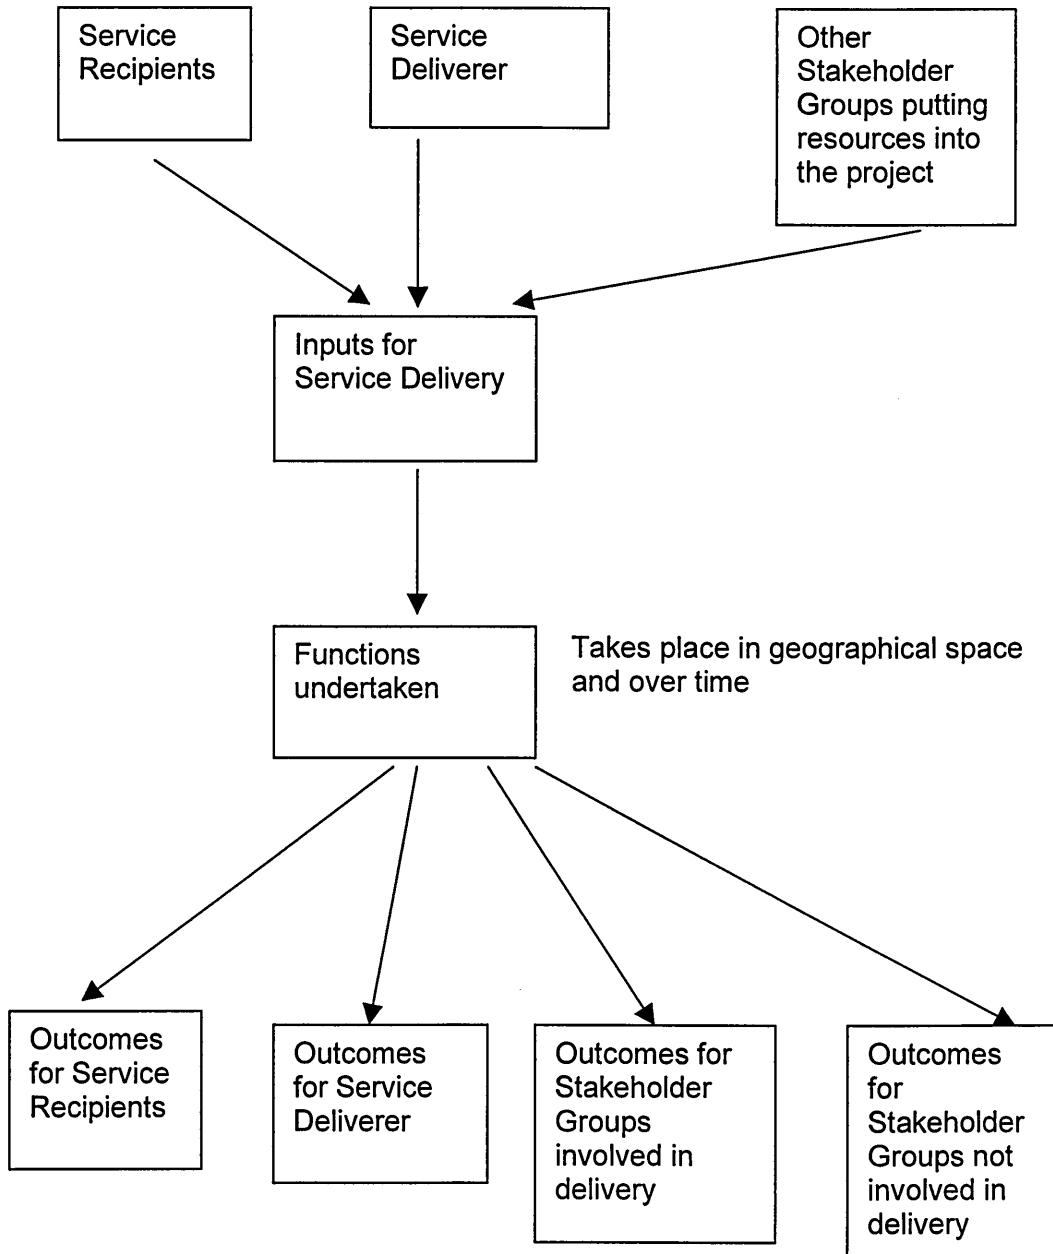 Service
Recipients
Service
Deliverer
Other
Stakeholder
Groups putting
resources into
the project
Inputs for
Service Delivery
Functions
undertaken
Takes place in geographical space
and over time
Outcomes
for Service
Recipients
Outcomes
for Service
Deliverer
Outcomes for
Stakeholder
Groups
involved in
delivery
Outcomes
for
Stakeholder
Groups not
involved in
delivery